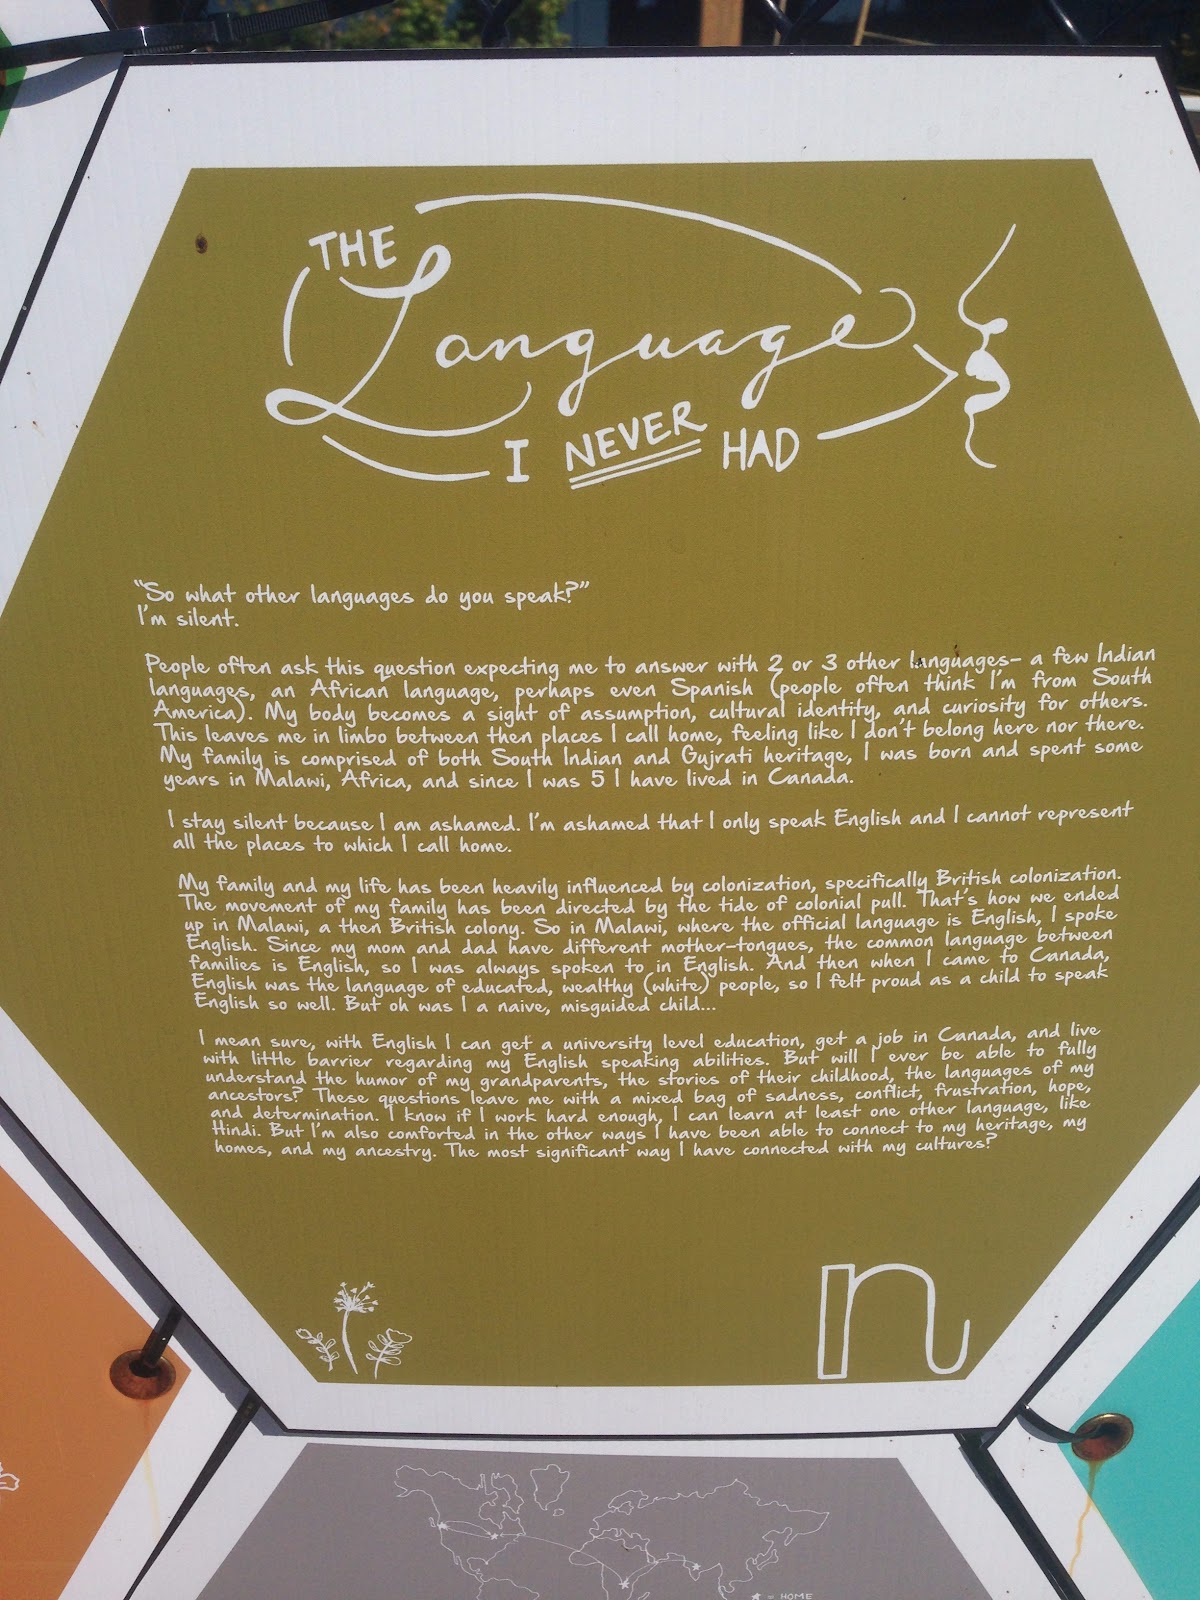 THE
Language
I NEVER HAD
"So what other languages do you speak?"
I'm silent.
People often ask this question expecting me to answer with 2 or 3 other languages- a few Indian
languages, an African language, perhaps even Spanish (people often think I'm from South
America). My body becomes a sight of assumption, cultural identity, and curiosity for others.
This leaves me in limbo between then places I call home, feeling like I don't belong here nor there.
My family is comprised of both South Indian and Gujrati heritage, I was born and spent some
years in Malawi, Africa, and since I was 5 I have lived in Canada.
I stay silent because I am ashamed. I'm ashamed that I only speak English and I cannot represent
all the places to which I call home.
My family and my life has been heavily influenced by colonization, specifically British colonization.
The movement of my family has been directed by the tide of colonial pull. That's how we ended
up in Malawi, a then British colony. So in Malawi, where the official language is English, I spoke
English. Since my mom and dad have different mother-tongues, the common language between
families is English, so I was always spoken to in English. And then when I came to Canada,
English was the language of educated, wealthy (white) people, so I felt proud as a child to speak
English so well. But oh was I a naive, misguided child...
I mean sure, with English I can get a university level education, get a job in Canada, and live
with little barrier regarding my English speaking abilities. But will I ever be able to fully
understand the humor of my grandparents, the stories of their childhood, the languages of my
ancestors? These questions leave me with a mixed bag of sadness, conflict, frustration, hope,
and determination. I know if I work hard enough, I can learn at least one other language, like
Hindi. But I'm also comforted in the other ways I have been able to connect to my heritage, my
homes, and my ancestry. The most significant way I have connected with my cultures?
n
= HOME